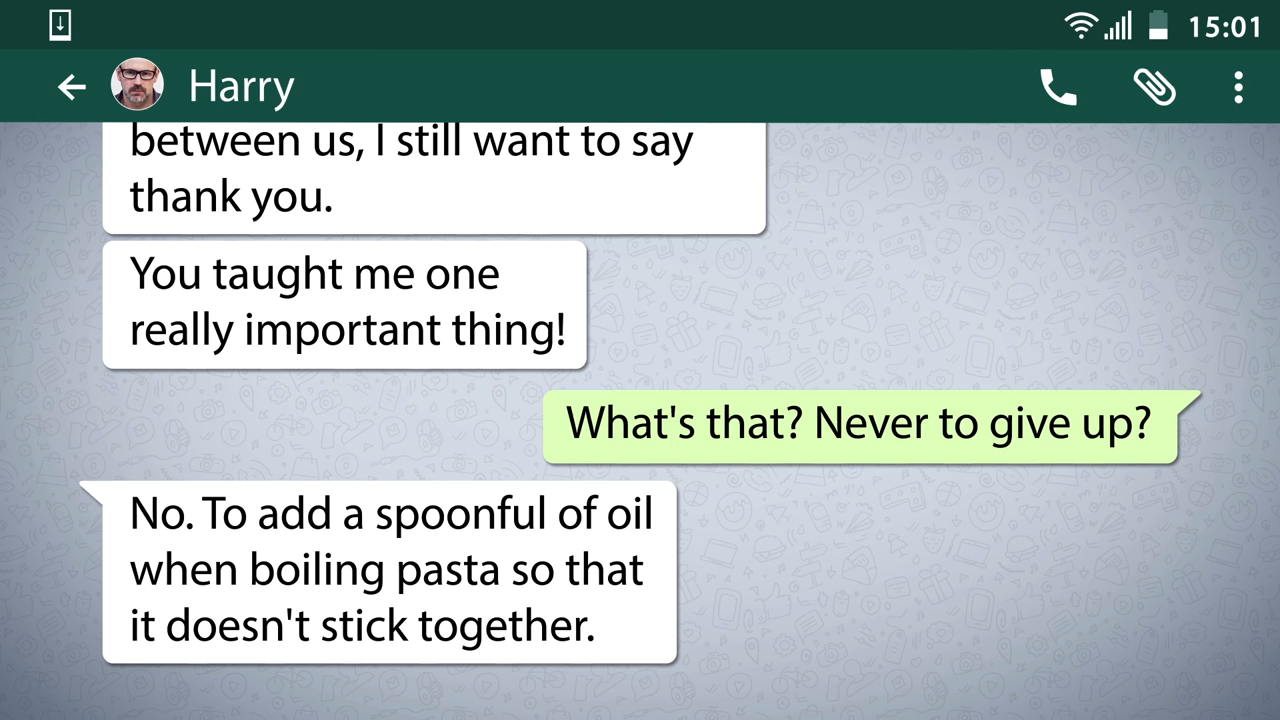 15:01
Harry
between us, I still want to say
thank you.
You taught me one
really important thing!
What's that? Never to give up?
No. To add a spoonful of oil
when boiling pasta so that
it doesn't stick together.